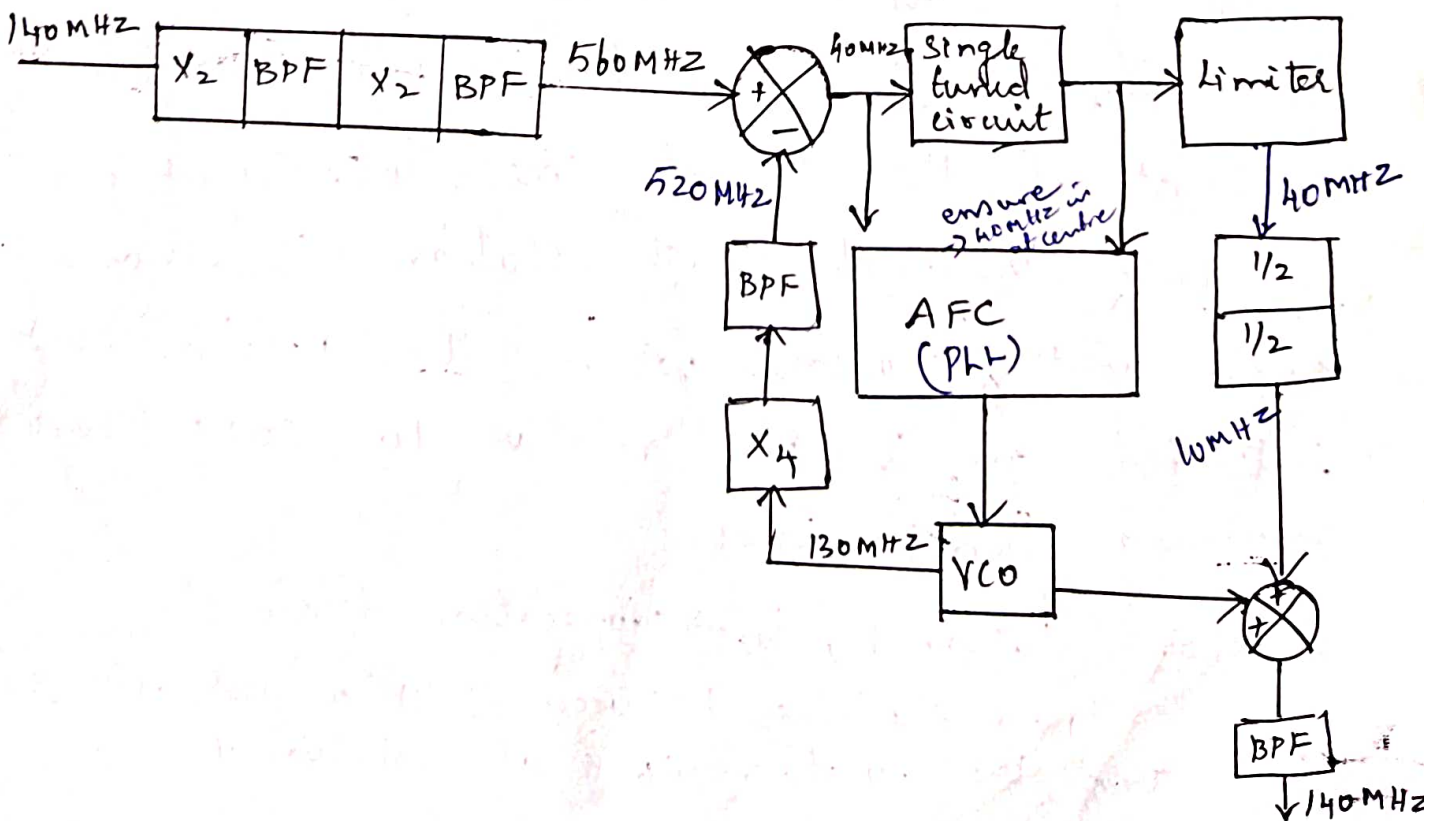 140MHZ
X2
BPF
X2
BPF
560MHZ
+
−
40MHZ
Single
tuned
circuit
Limiter
520MHZ
ensure
40MHZ is
at centre
40MHZ
BPF
AFC
(PLL)
1/2
1/2
X4
10MHZ
130MHZ
VCO
+
+
BPF
140MHZ